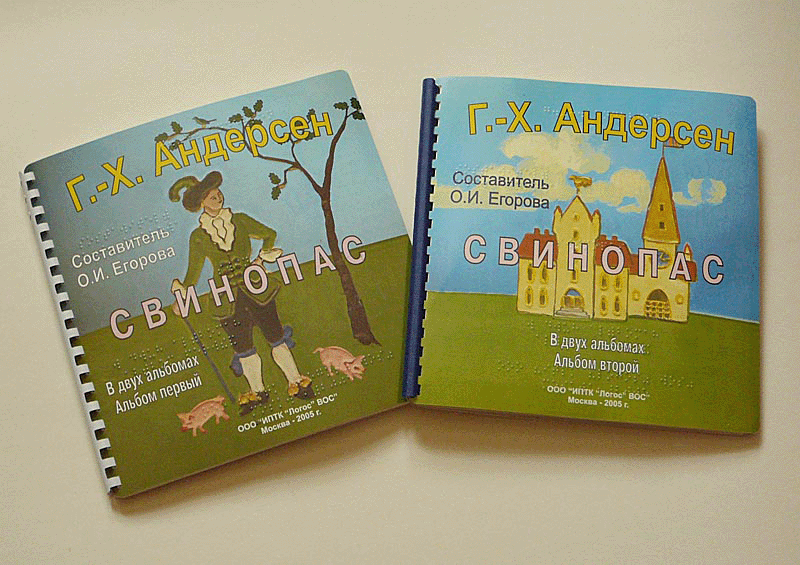 Г.-Х. Андерсен
Составитель
О.И. Егорова
СВИНОПАС
В двух альбомах
Альбом первый
ООО "ИПТК "Логос" ВОС"
Москва - 2005 г.
Г.-Х. Андерсен
Составитель
О.И. Егорова
СВИНОПАС
В двух альбомах
Альбом второй
ООО "ИПТК "Логос" ВОС"
Москва - 2005 г.